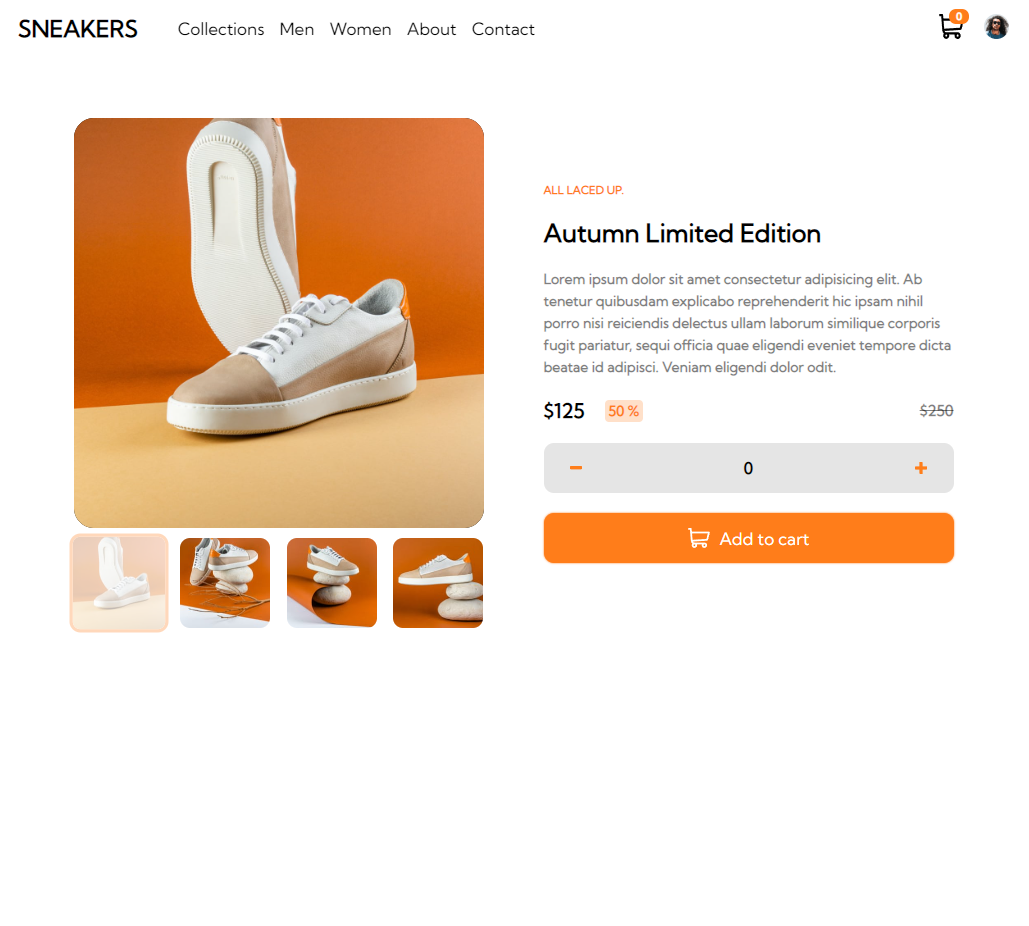 SNEAKERS
Collections Men Women About Contact
0
ALL LACED UP.
Autumn Limited Edition
Lorem ipsum dolor sit amet consectetur adipisicing elit. Ab
tenetur quibusdam explicabo reprehenderit hic ipsam nihil
porro nisi reiciendis delectus ullam laborum similique corporis
fugit pariatur, sequi officia quae eligendi eveniet tempore dicta
beatae id adipisci. Veniam eligendi dolor odit.
$125 50 % $250
0
Add to cart